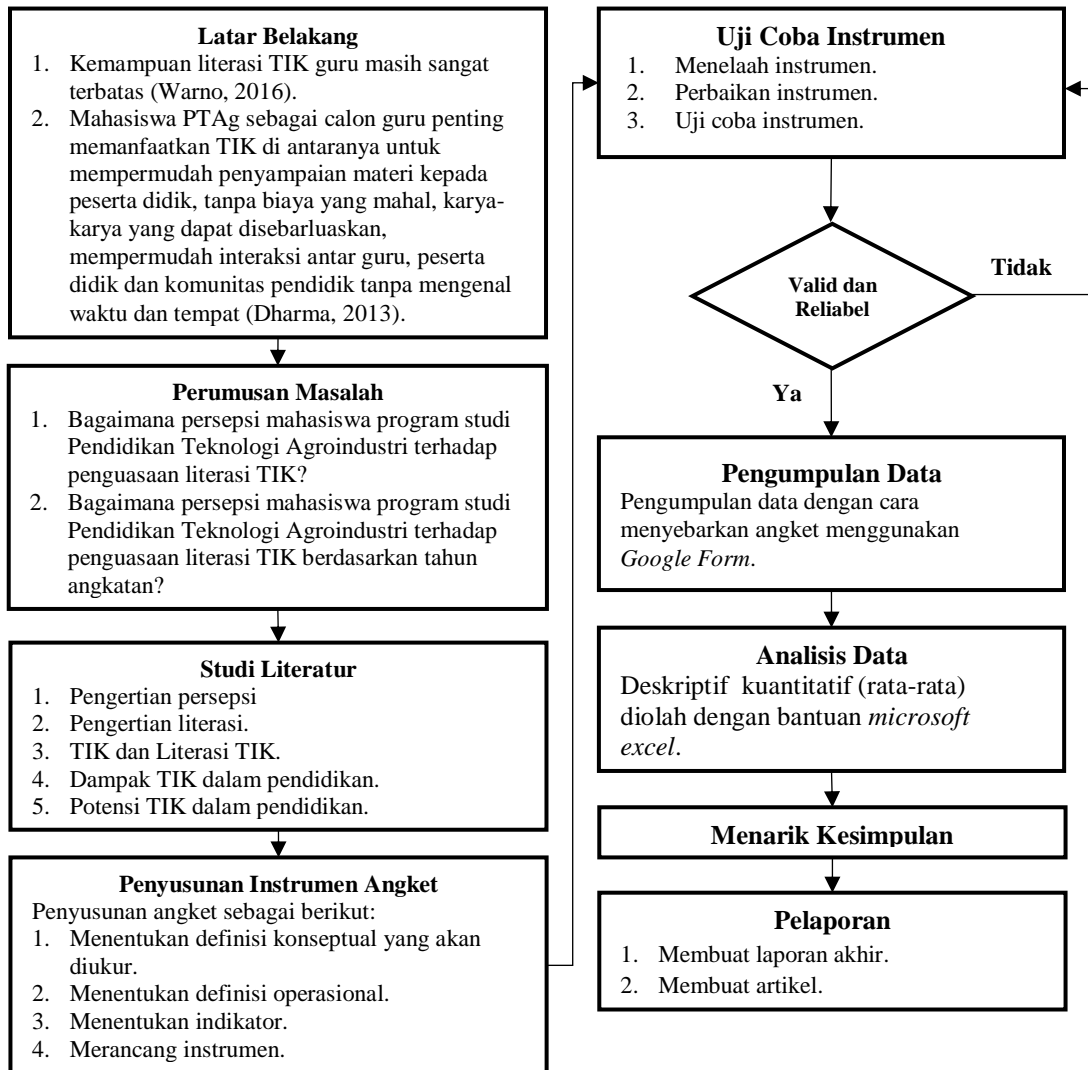 Latar Belakang
1. Kemampuan literasi TIK guru masih sangat
terbatas (Warno, 2016).
2. Mahasiswa PTAg sebagai calon guru penting
memanfaatkan TIK di antaranya untuk
mempermudah penyampaian materi kepada
peserta didik, tanpa biaya yang mahal, karya-
karya yang dapat disebarluaskan,
mempermudah interaksi antar guru, peserta
didik dan komunitas pendidik tanpa mengenal
waktu dan tempat (Dharma, 2013).
Perumusan Masalah
1. Bagaimana persepsi mahasiswa program studi
Pendidikan Teknologi Agroindustri terhadap
penguasaan literasi TIK?
2. Bagaimana persepsi mahasiswa program studi
Pendidikan Teknologi Agroindustri terhadap
penguasaan literasi TIK berdasarkan tahun
angkatan?
Studi Literatur
1. Pengertian persepsi
2. Pengertian literasi.
3. TIK dan Literasi TIK.
4. Dampak TIK dalam pendidikan.
5. Potensi TIK dalam pendidikan.
Penyusunan Instrumen Angket
Penyusunan angket sebagai berikut:
1. Menentukan definisi konseptual yang akan
diukur.
2. Menentukan definisi operasional.
3. Menentukan indikator.
4. Merancang instrumen.
Uji Coba Instrumen
1. Menelaah instrumen.
2. Perbaikan instrumen.
3. Uji coba instrumen.
Valid dan
Reliabel
Tidak
Ya
Pengumpulan Data
Pengumpulan data dengan cara
menyebarkan angket menggunakan
Google Form.
Analisis Data
Deskriptif kuantitatif (rata-rata)
diolah dengan bantuan microsoft
excel.
Menarik Kesimpulan
Pelaporan
1. Membuat laporan akhir.
2. Membuat artikel.